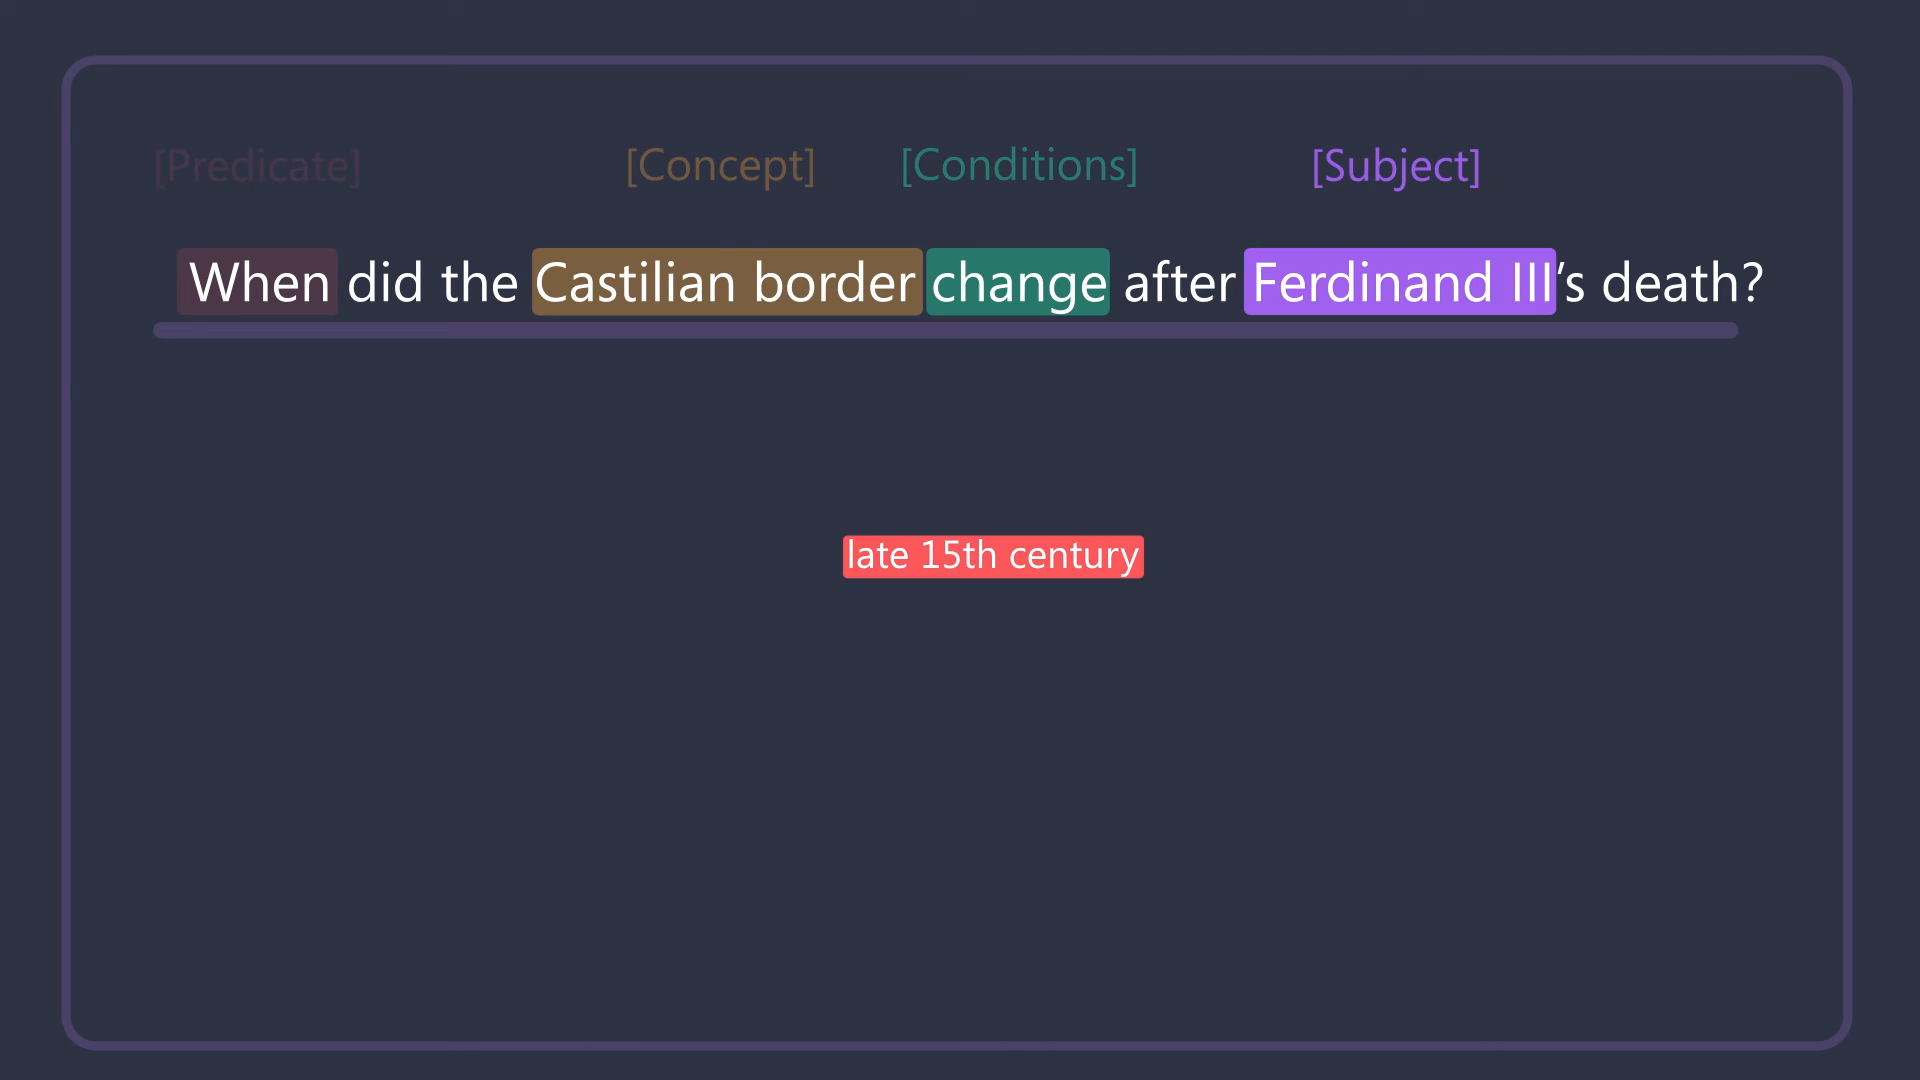 [Predicate] [Concept] [Conditions] [Subject]
When did the Castilian border change after Ferdinand III’s death?
late 15th century